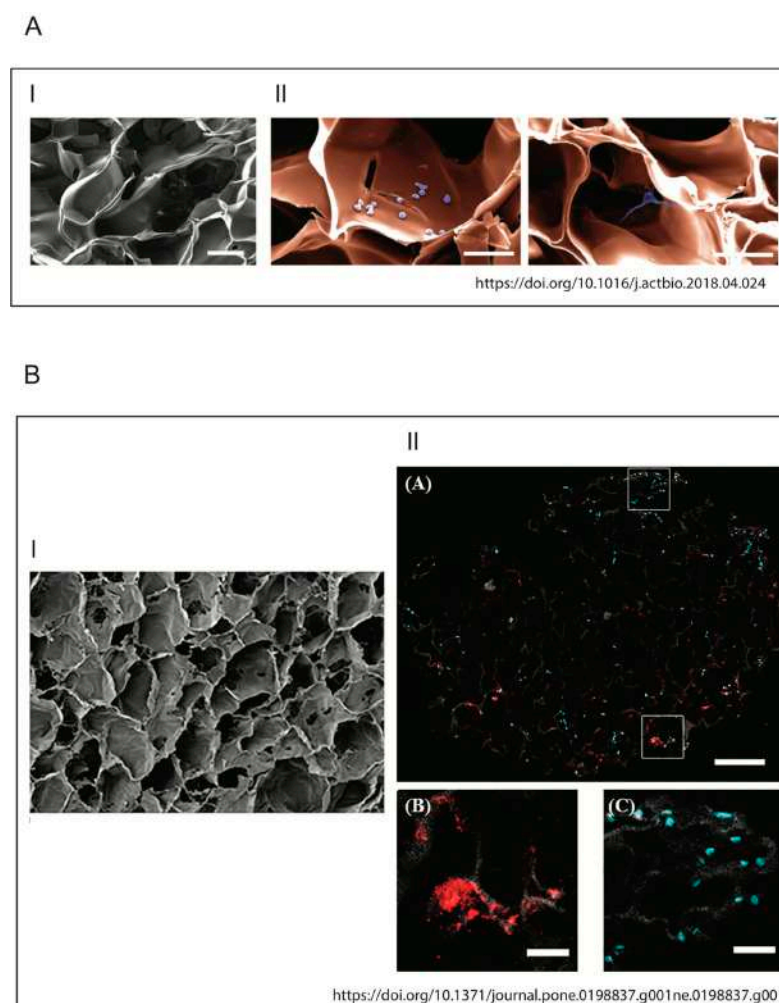 A
I
II
https://doi.org/10.1016/j.actbio.2018.04.024
B
II
(A)
I
(B)
(C)
https://doi.org/10.1371/journal.pone.0198837.g001ne.0198837.g00